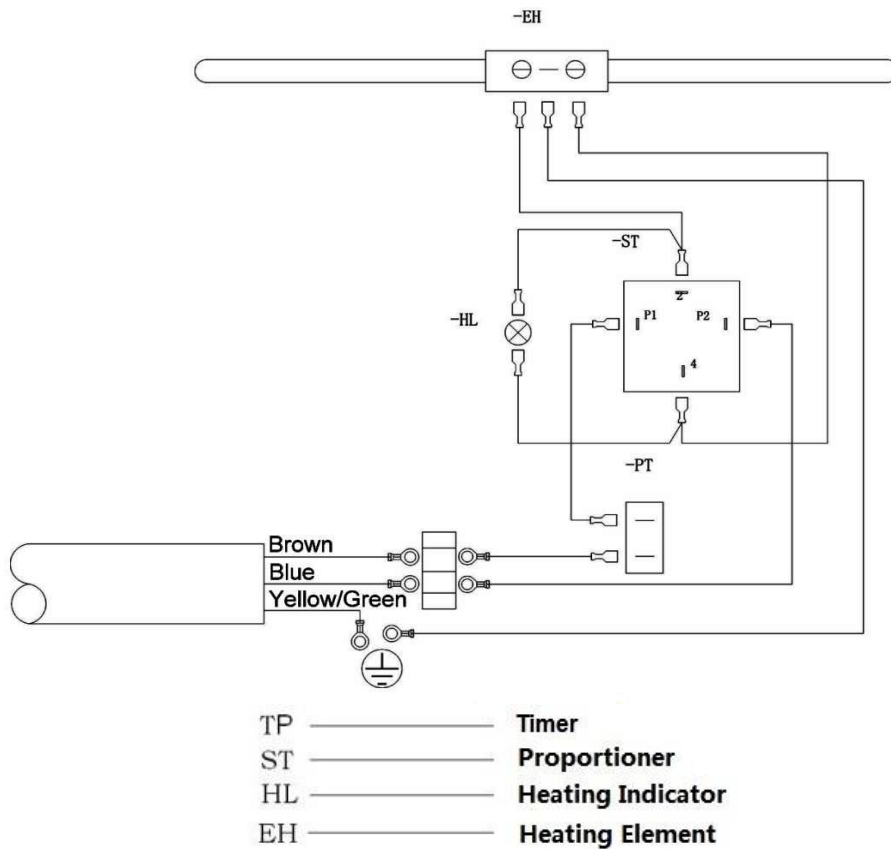 -EH
-ST
-HL
2
P1
P2
4
-PT
Brown
Blue
Yellow/Green
TP Timer
ST Proportioner
HL Heating Indicator
EH Heating Element